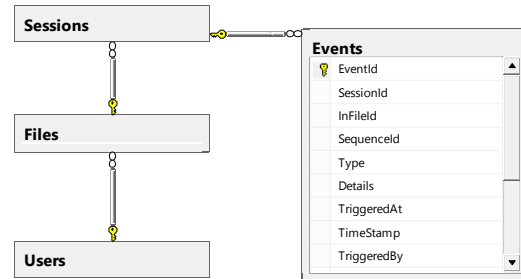 Sessions
Files
Users
Events
EventId
SessionId
InFileId
SequenceId
Type
Details
TriggeredAt
TimeStamp
TriggeredBy